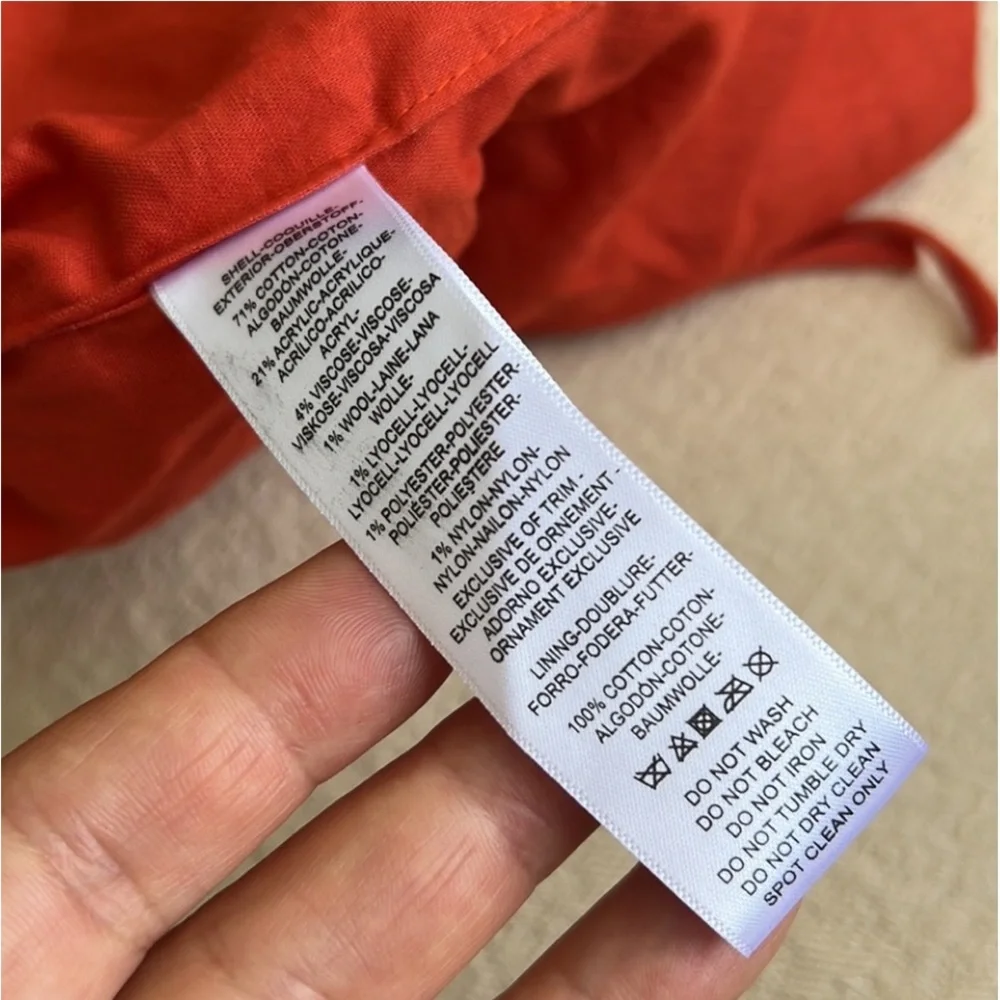 SHELL-COQUILLE-
EXTERIOR-OBERSTOFF-
71% COTTON-COTON-
ALGODÓN-COTONE-
BAUMWOLLE-
21% ACRYLIC-ACRYLIQUE-
ACRÍLICO-ACRILICO-
ACRYL-
4% VISCOSE-VISCOSE-
VISKOSE-VISCOSA-VISCOSA
1% WOOL-LAINE-LANA
WOLLE-
1% LYOCELL-LYOCELL-
LYOCELL-LYOCELL-LYOCELL
1% POLYESTER-POLYESTER-
POLIÉSTER-POLIESTER-
POLIESTERE
1% NYLON-NYLON-
NYLON-NAILON-NYLON
EXCLUSIVE OF TRIM -
EXCLUSIVE DE ORNEMENT -
ADORNO EXCLUSIVE-
ORNAMENT EXCLUSIVE
LINING-DOUBLURE-
FORRO-FODERA-FUTTER-
100% COTTON-COTON-
ALGODÓN-COTONE-
BAUMWOLLE-
DO NOT WASH
DO NOT BLEACH
DO NOT IRON
DO NOT TUMBLE DRY
DO NOT DRY CLEAN
SPOT CLEAN ONLY